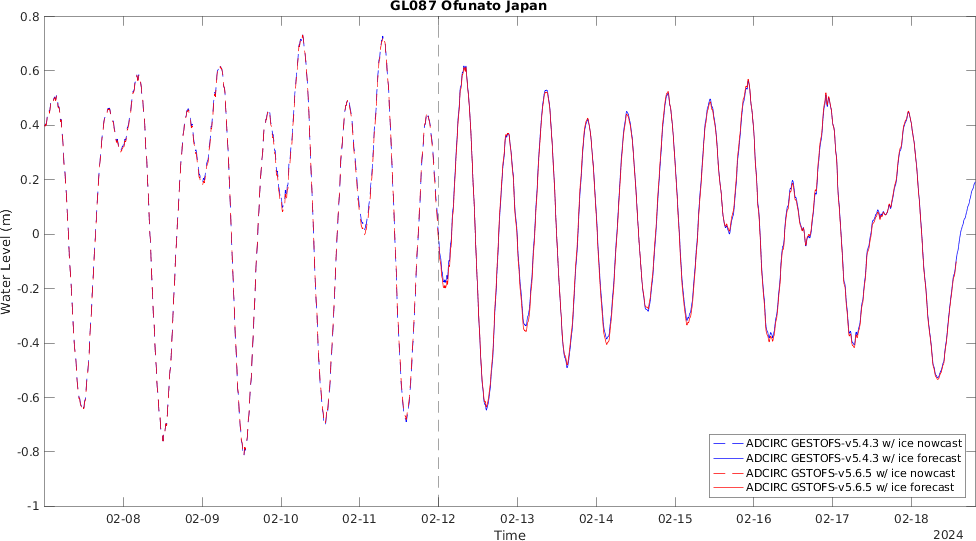 GL087 Ofunato Japan
0.8
0.6
0.4
0.2
0
-0.2
-0.4
-0.6
-0.8
-1
Water Level (m)
02-08 02-09 02-10 02-11 02-12 02-13 02-14 02-15 02-16 02-17 02-18
Time
2024
ADCIRC GESTOFS-v5.4.3 w/ ice nowcast
ADCIRC GESTOFS-v5.4.3 w/ ice forecast
ADCIRC GSTOFS-v5.6.5 w/ ice nowcast
ADCIRC GSTOFS-v5.6.5 w/ ice forecast